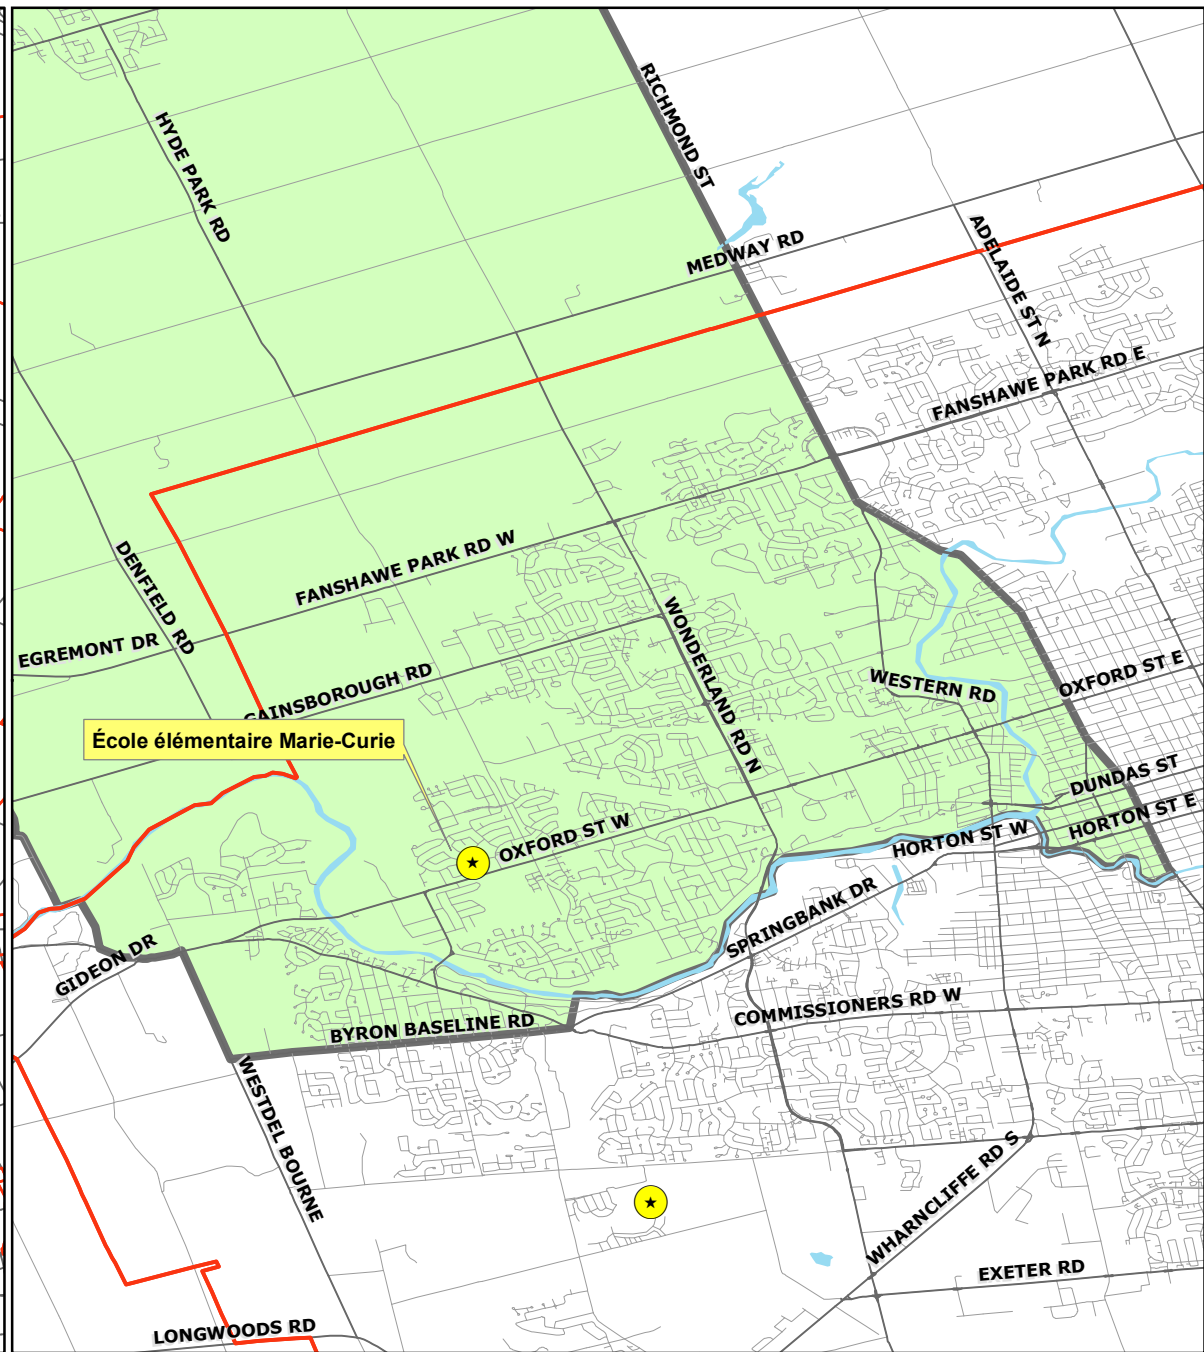 RICHMOND ST
HYDE PARK RD
MEDWAY RD
ADELAIDE ST N
FANSHAWE PARK RD E
FANSHAWE PARK RD W
DENFIELD RD
EGREMONT DR
WONDERLAND RD N
GAINSBOROUGH RD
WESTERN RD
OXFORD ST E
École élémentaire Marie-Curie
DUNDAS ST
HORTON ST E
OXFORD ST W
HORTON ST W
SPRINGBANK DR
GIDEON DR
COMMISSIONERS RD W
BYRON BASELINE RD
WESTDEL BOURNE
WHARNCLIFFE RD S
EXETER RD
LONGWOODS RD